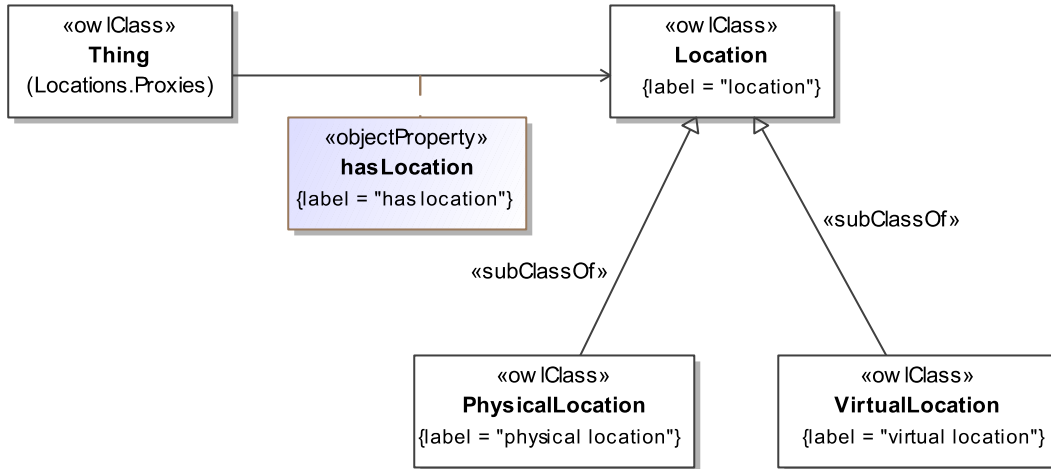 «owlClass»
Thing
(Locations.Proxies)
«owlClass»
Location
{label = "location"}
«objectProperty»
hasLocation
{label = "has location"}
«subClassOf»
«subClassOf»
«owlClass»
PhysicalLocation
{label = "physical location"}
«owlClass»
VirtualLocation
{label = "virtual location"}